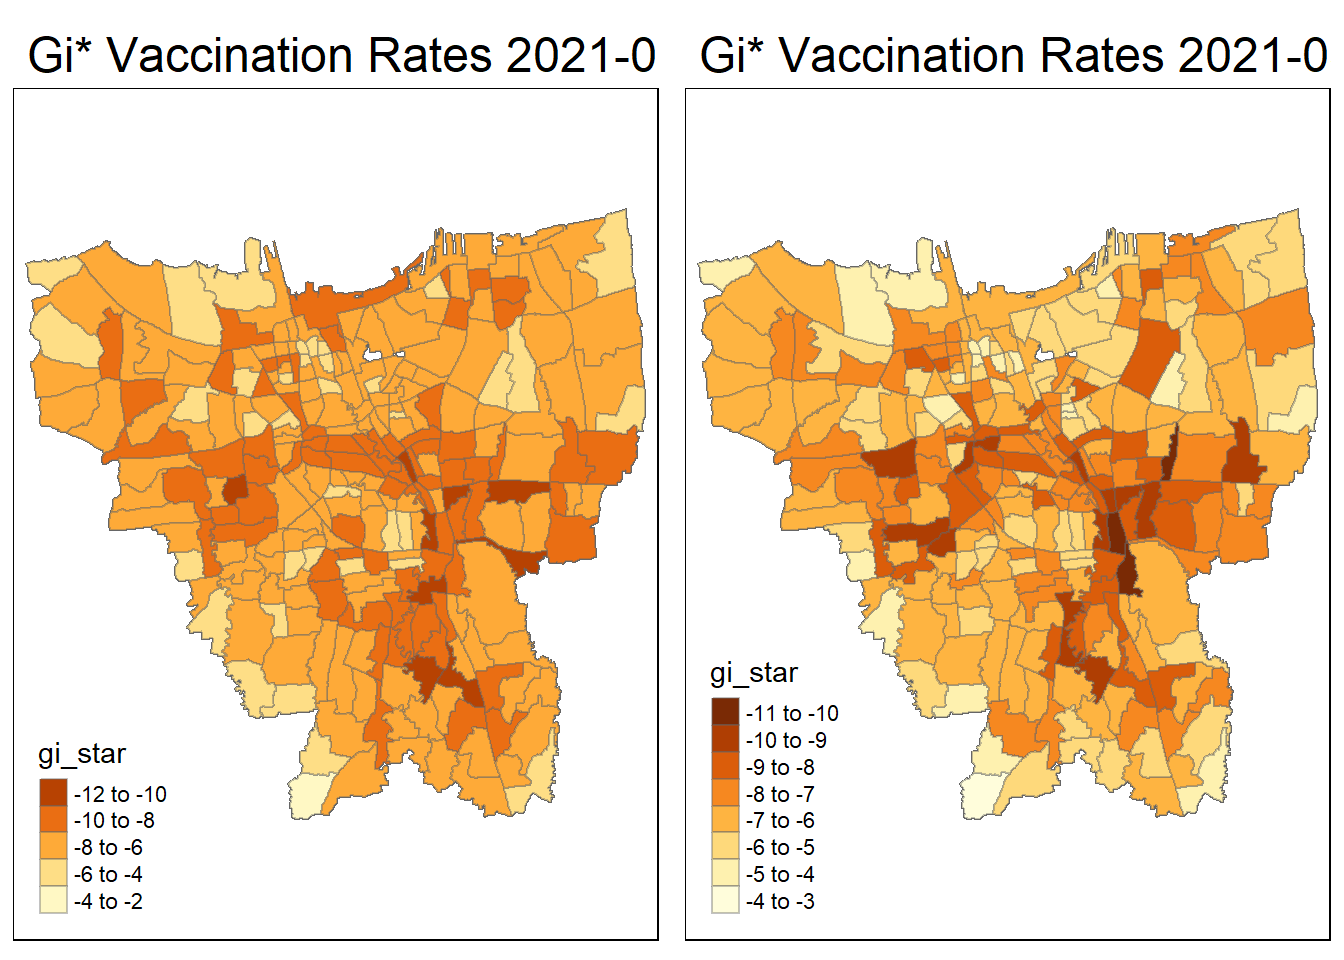 Gi* Vaccination Rates 2021-0
gi_star
-12 to -10
-10 to -8
-8 to -6
-6 to -4
-4 to -2
Gi* Vaccination Rates 2021-0
gi_star
-11 to -10
-10 to -9
-9 to -8
-8 to -7
-7 to -6
-6 to -5
-5 to -4
-4 to -3